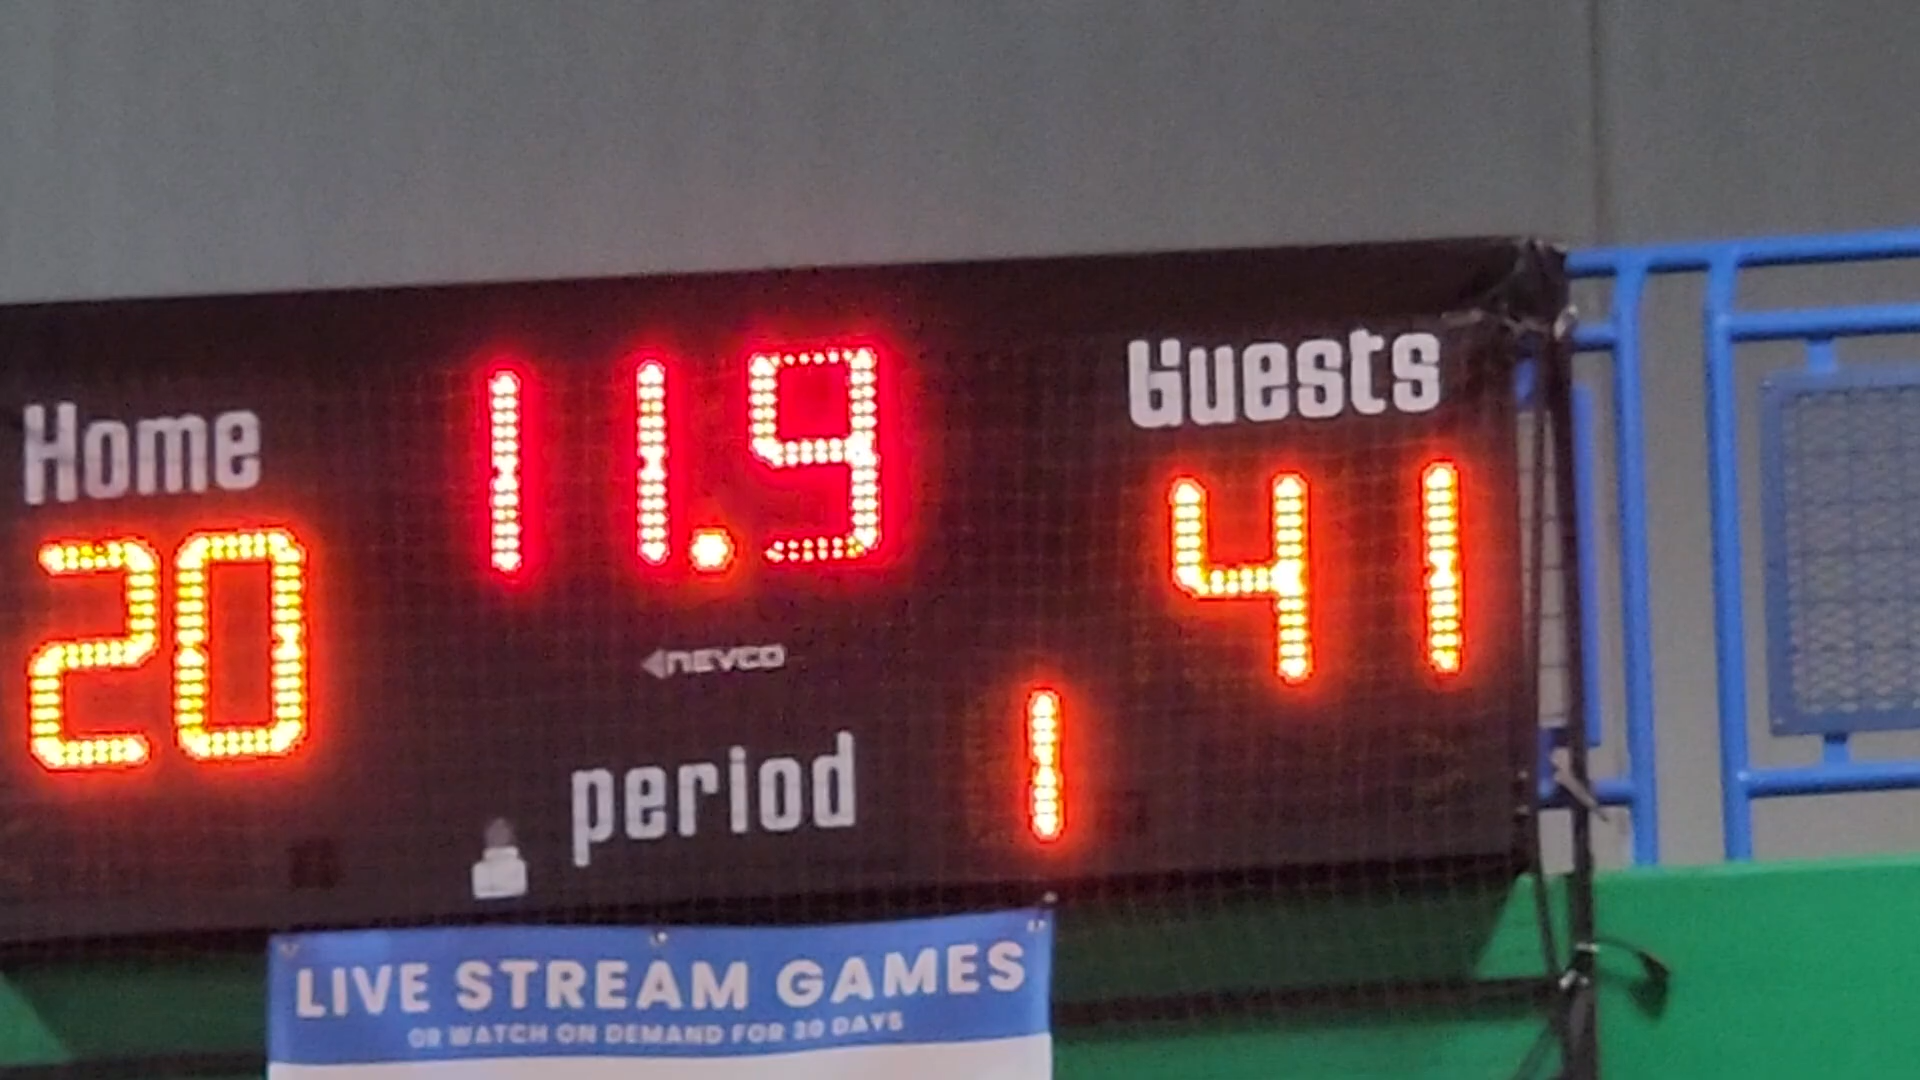 Home 11.9 Guests
20 41
NEVCO
period 1
LIVE STREAM GAMES
OR WATCH ON DEMAND FOR 30 DAYS